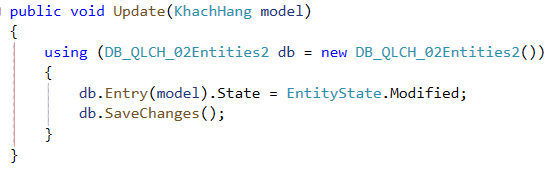 public void Update(KhachHang model)
{
using (DB_QLCH_02Entities2 db = new DB_QLCH_02Entities2())
{
db.Entry(model).State = EntityState.Modified;
db.SaveChanges();
}
}